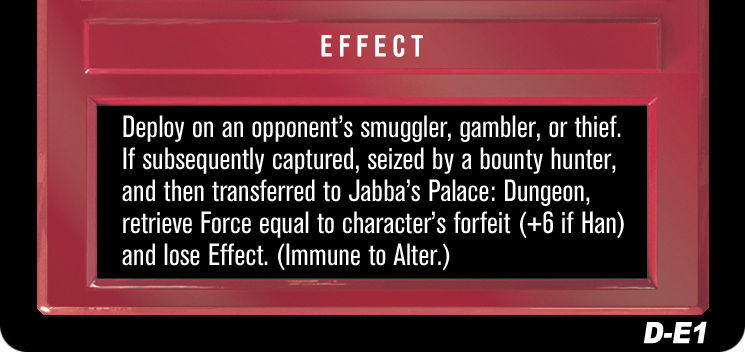 EFFECT
Deploy on an opponent's smuggler, gambler, or thief.
If subsequently captured, seized by a bounty hunter,
and then transferred to Jabba's Palace: Dungeon,
retrieve Force equal to character's forfeit (+6 if Han)
and lose Effect. (Immune to Alter.)
D-E1